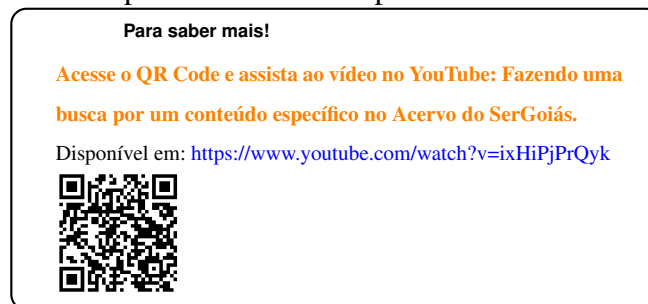 Para saber mais!
Acesse o QR Code e assista ao vídeo no YouTube: Fazendo uma
busca por um conteúdo específico no Acervo do SerGoiás.
Disponível em: https://www.youtube.com/watch?v=ixHiPjPrQyk